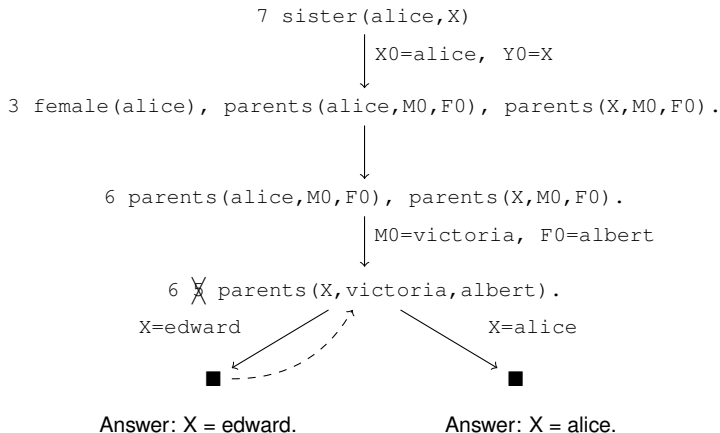 7 sister(alice,X)
X0=alice, Y0=X
3 female(alice), parents(alice,M0,F0), parents(X,M0,F0).
6 parents(alice,M0,F0), parents(X,M0,F0).
M0=victoria, F0=albert
6 5 parents(X,victoria,albert).
X=edward X=alice
Answer: X = edward. Answer: X = alice.